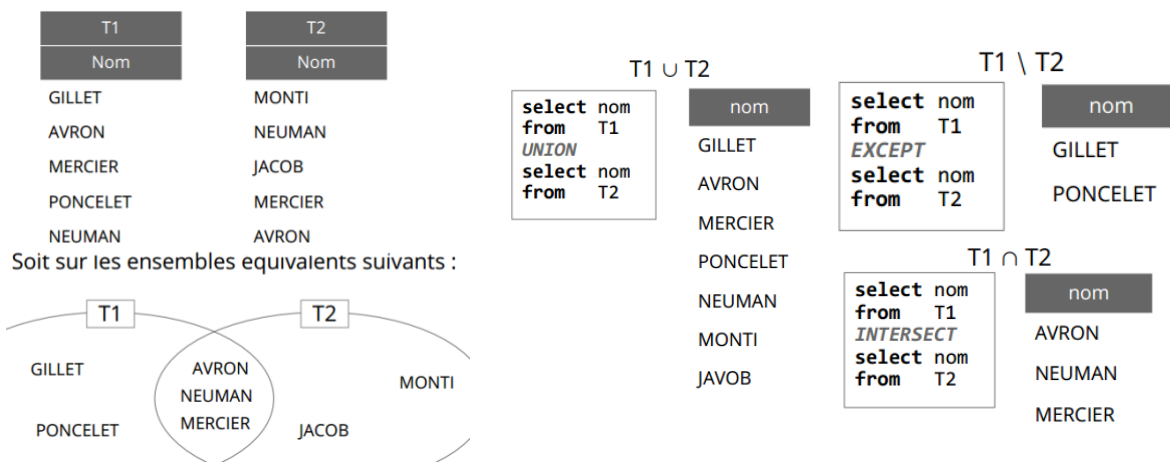 T1 T2
Nom Nom
GILLET MONTI
AVRON NEUMAN
MERCIER JACOB
PONCELET MERCIER
NEUMAN AVRON
Soit sur les ensembles équivalents suivants :
T1 T2
GILLET
AVRON
NEUMAN
MERCIER
MONTI
PONCELET
JACOB
T1 ∪ T2
select nom
from T1
UNION
select nom
from T2
nom
GILLET
AVRON
MERCIER
PONCELET
NEUMAN
MONTI
JAVOB
T1 \ T2
select nom
from T1
EXCEPT
select nom
from T2
nom
GILLET
PONCELET
T1 ∩ T2
select nom
from T1
INTERSECT
select nom
from T2
nom
AVRON
NEUMAN
MERCIER